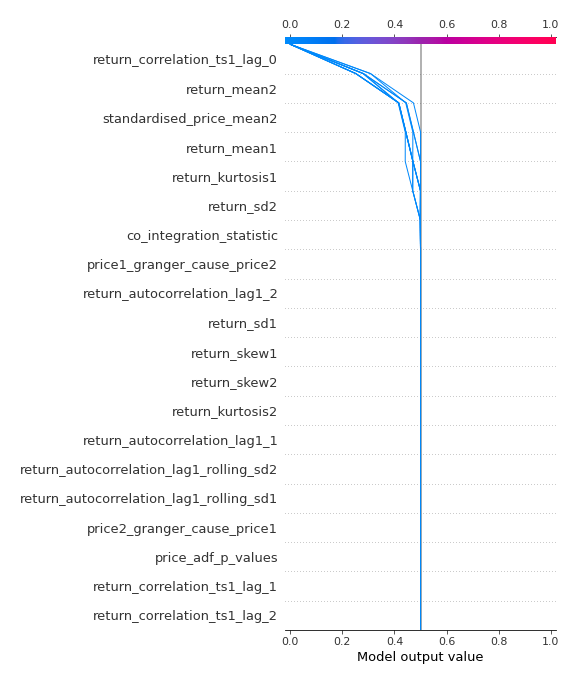 0.0 0.2 0.4 0.6 0.8 1.0
return_correlation_ts1_lag_0
return_mean2
standardised_price_mean2
return_mean1
return_kurtosis1
return_sd2
co_integration_statistic
price1_granger_cause_price2
return_autocorrelation_lag1_2
return_sd1
return_skew1
return_skew2
return_kurtosis2
return_autocorrelation_lag1_1
return_autocorrelation_lag1_rolling_sd2
return_autocorrelation_lag1_rolling_sd1
price2_granger_cause_price1
price_adf_p_values
return_correlation_ts1_lag_1
return_correlation_ts1_lag_2
0.0 0.2 0.4 0.6 0.8 1.0
Model output value